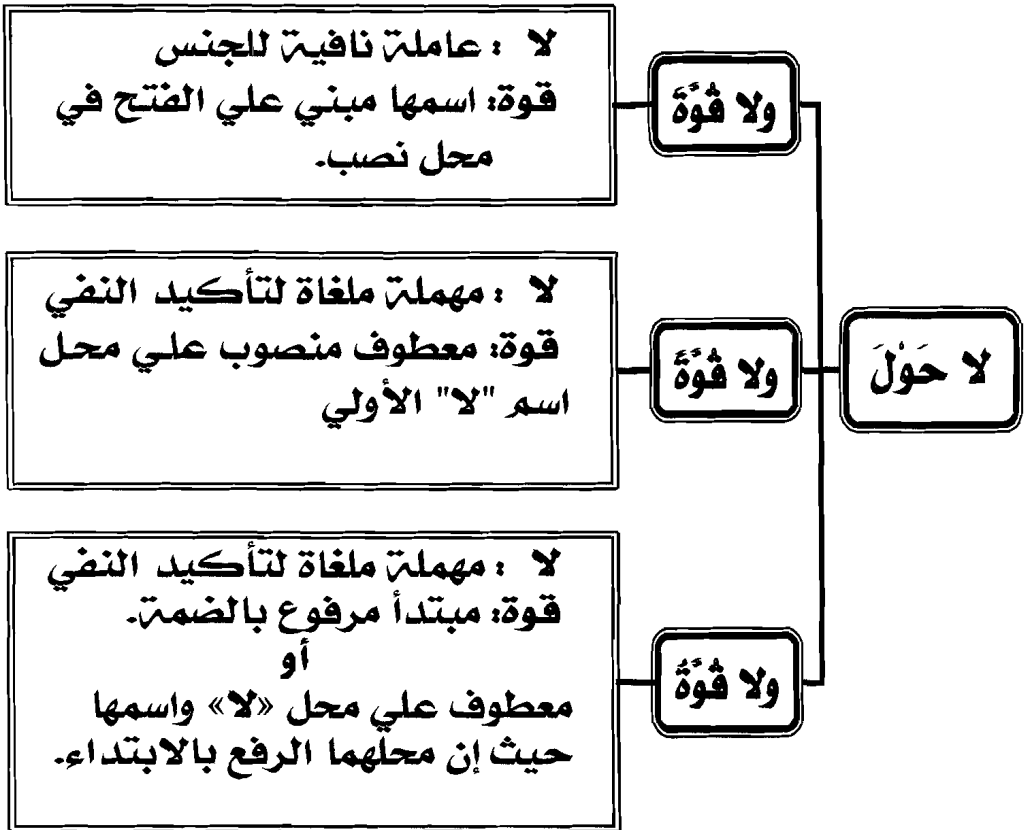 لا حَوْلَ
ولا قُوَّةَ
لا : عاملة نافية للجنس
قوة: اسمها مبني علي الفتح في
محل نصب.
ولا قُوَّةً
لا : مهملة ملغاة لتأكيد النفي
قوة: معطوف منصوب علي محل
اسم "لا" الأولي
ولا قُوَّةٌ
لا : مهملة ملغاة لتأكيد النفي
قوة: مبتدأ مرفوع بالضمة.
أو
معطوف علي محل «لا» واسمها
حيث إن محلهما الرفع بالابتداء.